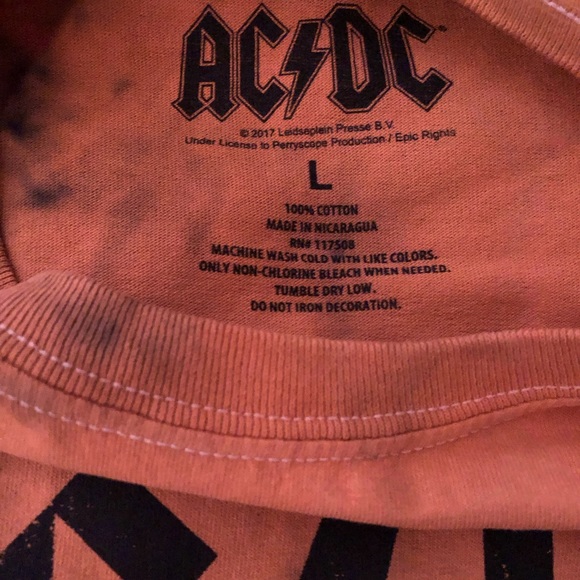 AC⚡DC®
© 2017 Leidseplein Presse B.V.
Under License to Perryscope Production / Epic Rights
L
100% COTTON
MADE IN NICARAGUA
RN# 117508
MACHINE WASH COLD WITH LIKE COLORS.
ONLY NON-CHLORINE BLEACH WHEN NEEDED.
TUMBLE DRY LOW.
DO NOT IRON DECORATION.